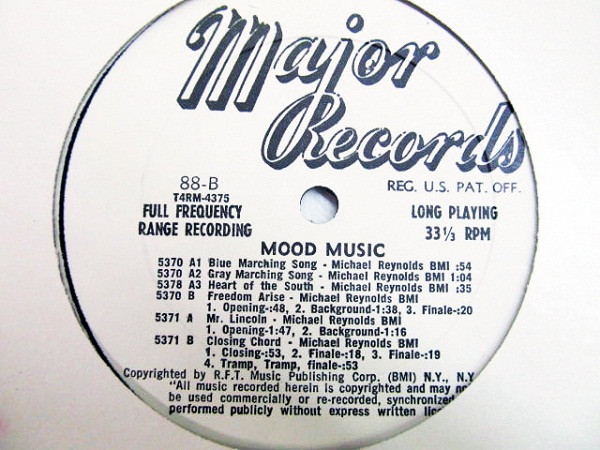 Major
Records
88-B
REG. U.S. PAT. OFF.
T4RM-4375
FULL FREQUENCY
LONG PLAYING
RANGE RECORDING
33⅓ RPM
MOOD MUSIC
5370 A1 Blue Marching Song - Michael Reynolds BMI :54
5370 A2 Gray Marching Song - Michael Reynolds BMI 1:04
5378 A3 Heart of the South - Michael Reynolds BMI :35
5370 B Freedom Arise - Michael Reynolds BMI
1. Opening-:48, 2. Background-1:38, 3. Finale-:20
5371 A Mr. Lincoln - Michael Reynolds BMI
1. Opening-1:47, 2. Background-1:16
5371 B Closing Chord - Michael Reynolds BMI
1. Closing-:53, 2. Finale-:18, 3. Finale-:19
4. Tramp, Tramp, finale-:53
Copyrighted by R.F.T. Music Publishing Corp. (BMI) N.Y., N.Y
"All music recorded herein is copyrighted and may
be used commercially or re-recorded, synchronized
performed publicly without express written